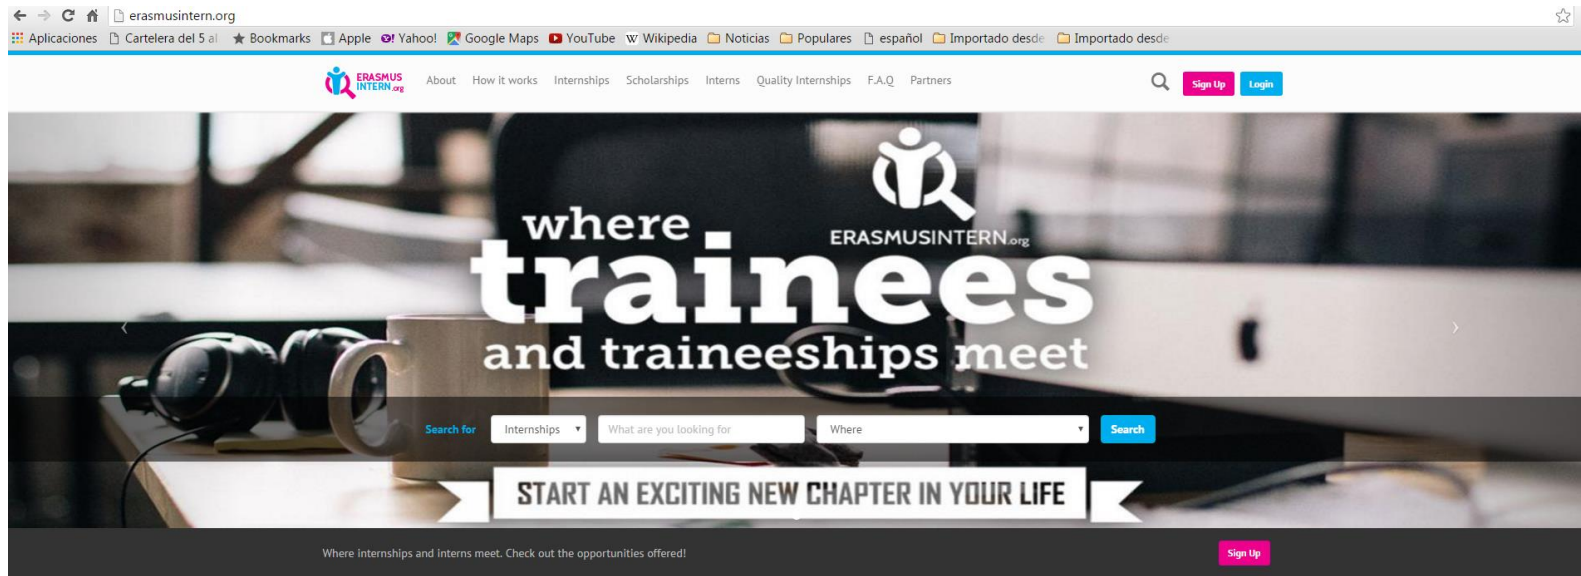 erasmusintern.org
Aplicaciones Cartelera del 5 al Bookmarks Apple Yahoo! Google Maps YouTube Wikipedia Noticias Populares español Importado desde Importado desde
ERASMUS
INTERN.org
About How it works Internships Scholarships Interns Quality Internships F.A.Q Partners
Sign Up Login
where
ERASMUSINTERN.org
trainees
and traineeships meet
Search for Internships What are you looking for Where Search
START AN EXCITING NEW CHAPTER IN YOUR LIFE
Where internships and interns meet. Check out the opportunities offered! Sign Up